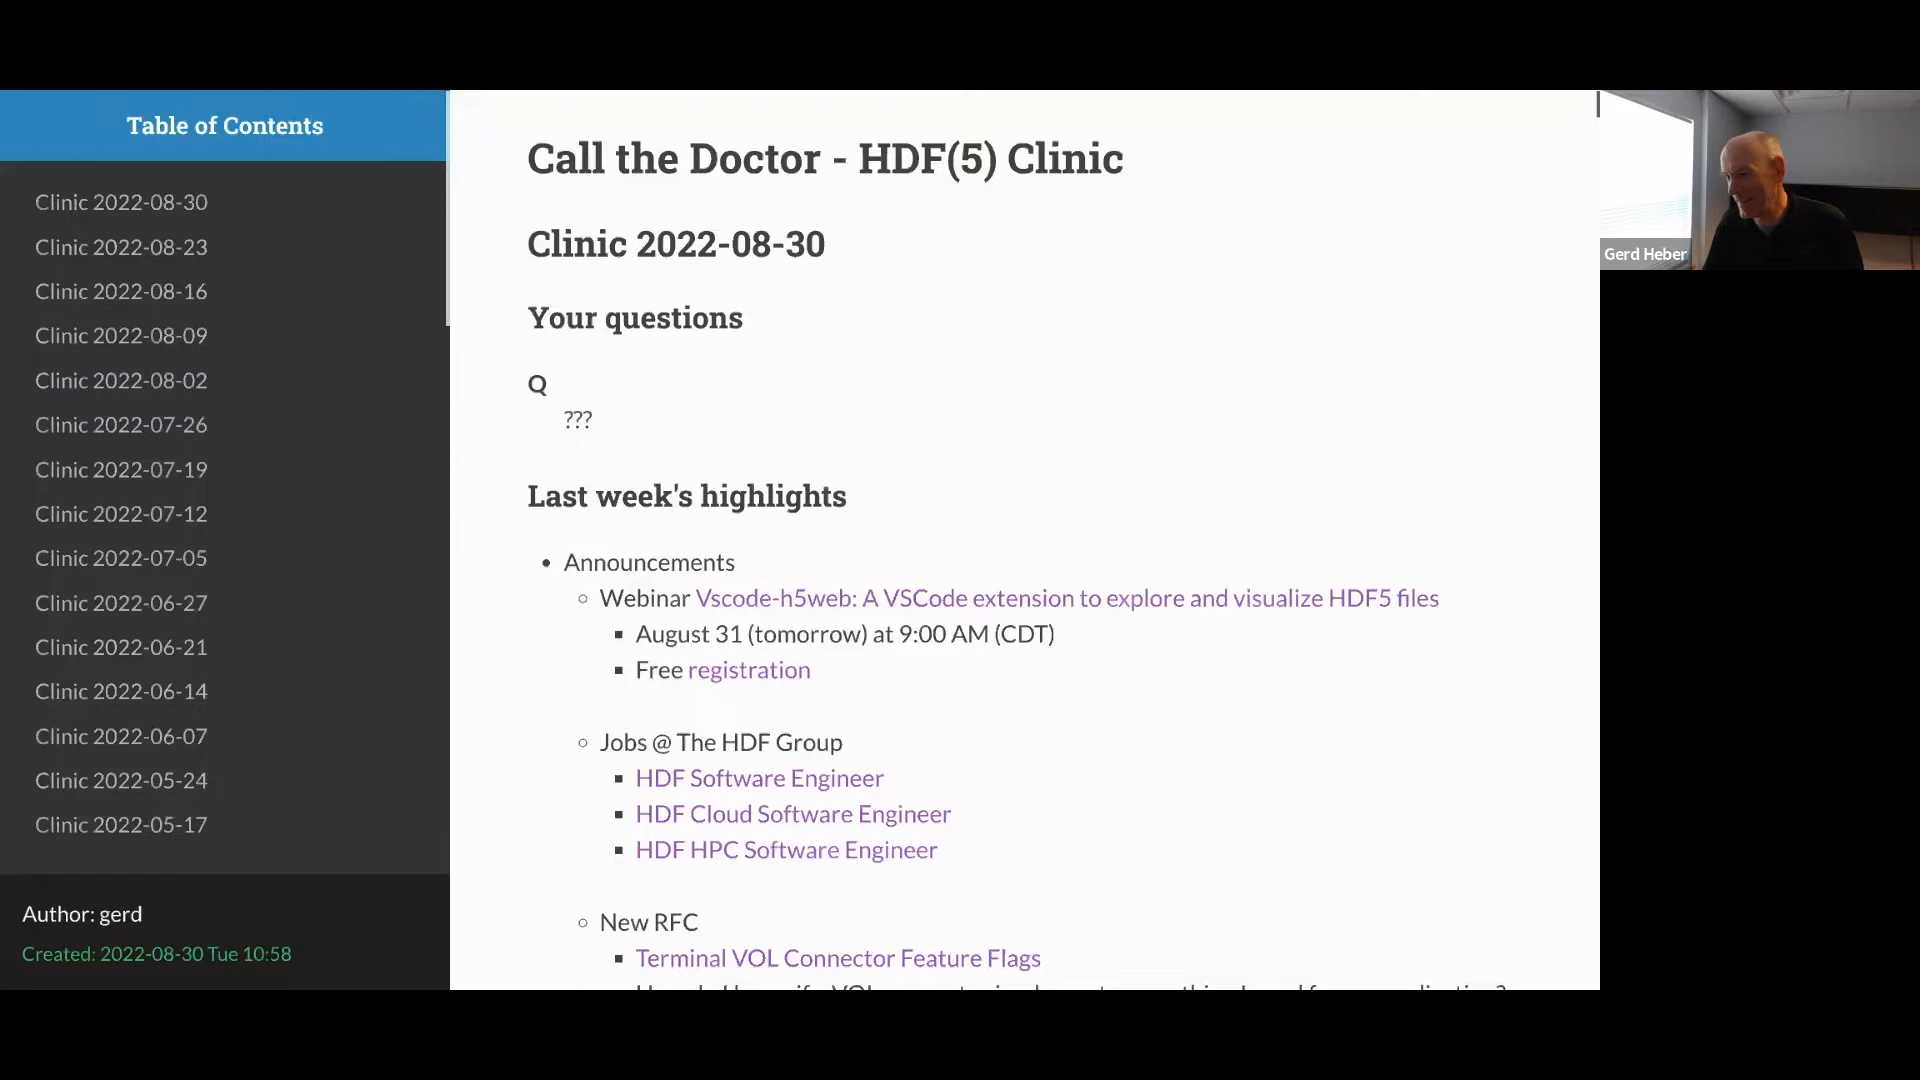 Table of Contents
Clinic 2022-08-30
Clinic 2022-08-23
Clinic 2022-08-16
Clinic 2022-08-09
Clinic 2022-08-02
Clinic 2022-07-26
Clinic 2022-07-19
Clinic 2022-07-12
Clinic 2022-07-05
Clinic 2022-06-27
Clinic 2022-06-21
Clinic 2022-06-14
Clinic 2022-06-07
Clinic 2022-05-24
Clinic 2022-05-17
Author: gerd
Created: 2022-08-30 Tue 10:58
Call the Doctor - HDF(5) Clinic
Clinic 2022-08-30
Your questions
Q
???
Last week's highlights
• Announcements
○ Webinar Vscode-h5web: A VSCode extension to explore and visualize HDF5 files
▪ August 31 (tomorrow) at 9:00 AM (CDT)
▪ Free registration
○ Jobs @ The HDF Group
▪ HDF Software Engineer
▪ HDF Cloud Software Engineer
▪ HDF HPC Software Engineer
○ New RFC
▪ Terminal VOL Connector Feature Flags
Gerd Heber